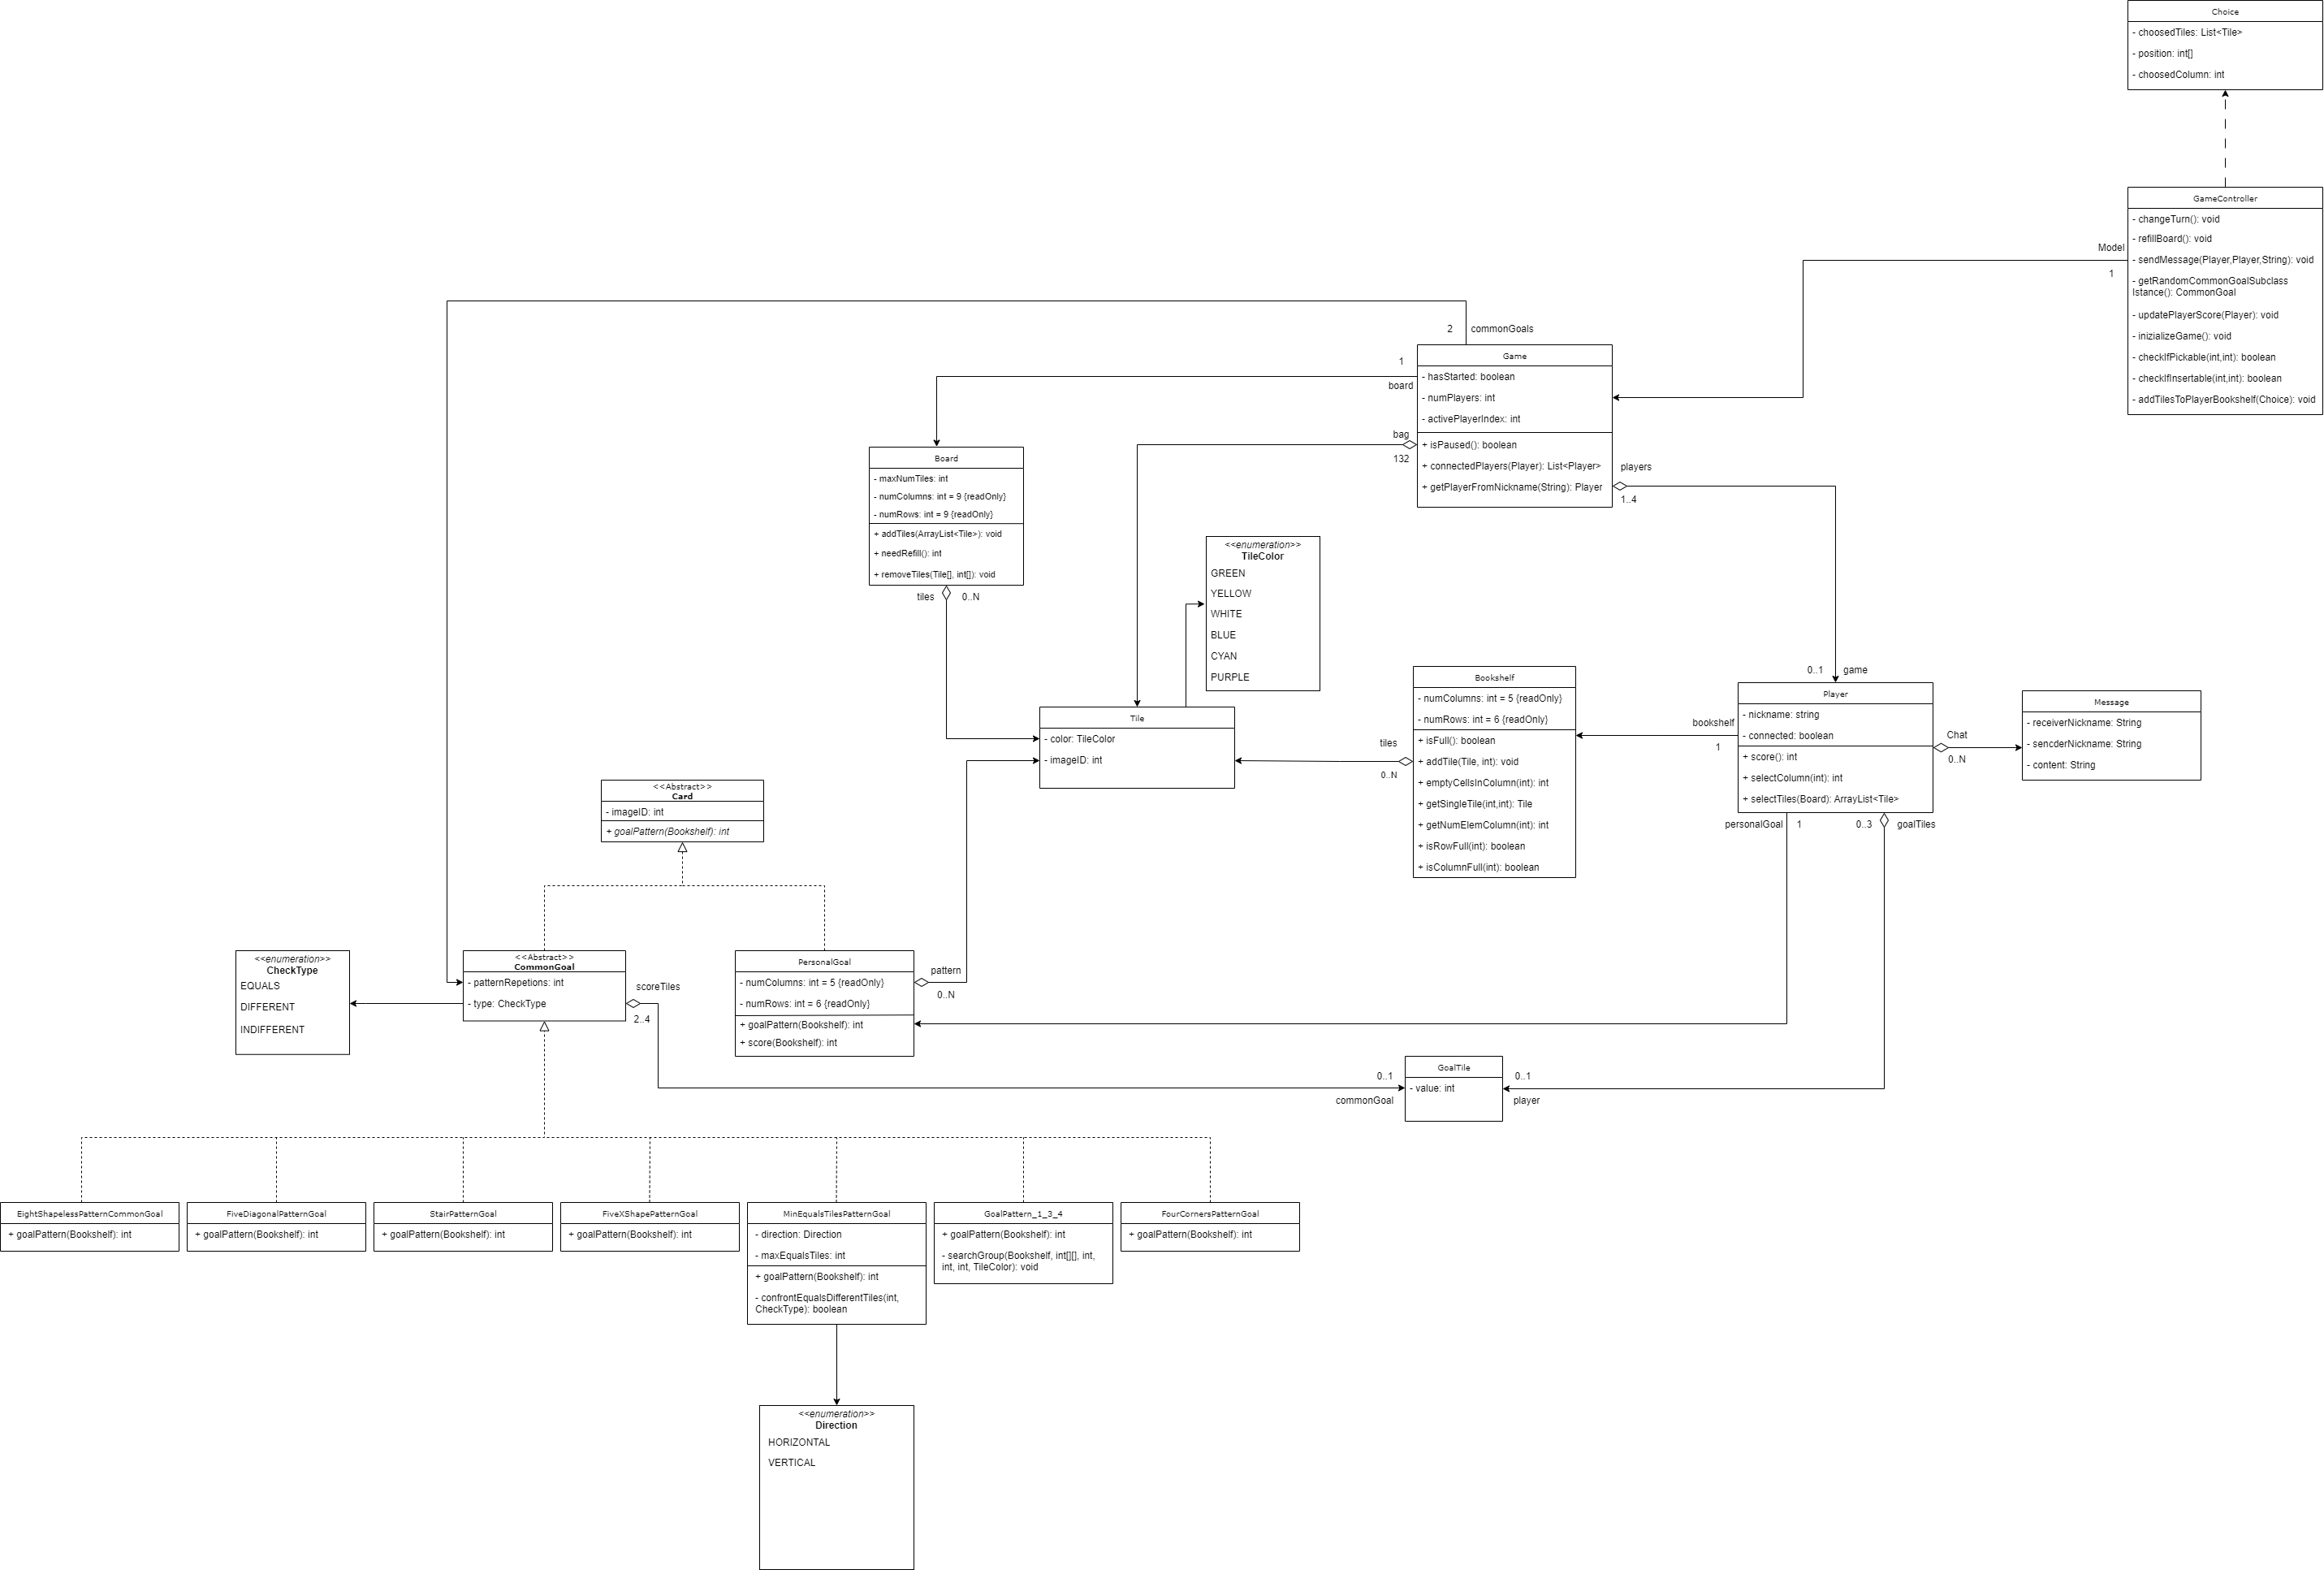 Choice
- choosedTiles: List<Tile>
- position: int[]
- choosedColumn: int
GameController
- changeTurn(): void
- refillBoard(): void
- sendMessage(Player,Player,String): void
- getRandomCommonGoalSubclass
Istance(): CommonGoal
- updatePlayerScore(Player): void
- inizializeGame(): void
- checkIfPickable(int,int): boolean
- checkIfInsertable(int,int): boolean
- addTilesToPlayerBookshelf(Choice): void
Model
1
2
commonGoals
1
board
Game
- hasStarted: boolean
- numPlayers: int
- activePlayerIndex: int
+ isPaused(): boolean
+ connectedPlayers(Player): List<Player>
+ getPlayerFromNickname(String): Player
bag
132
players
1..4
Board
- maxNumTiles: int
- numColumns: int = 9 {readOnly}
- numRows: int = 9 {readOnly}
+ addTiles(ArrayList<Tile>): void
+ needRefill(): int
+ removeTiles(Tile[], int[]): void
tiles
0..N
<<enumeration>>
TileColor
GREEN
YELLOW
WHITE
BLUE
CYAN
PURPLE
Tile
- color: TileColor
- imageID: int
Bookshelf
- numColumns: int = 5 {readOnly}
- numRows: int = 6 {readOnly}
+ isFull(): boolean
+ addTile(Tile, int): void
+ emptyCellsInColumn(int): int
+ getSingleTile(int,int): Tile
+ getNumElemColumn(int): int
+ isRowFull(int): boolean
+ isColumnFull(int): boolean
tiles
0..N
bookshelf
1
0..1
game
Player
- nickname: string
- connected: boolean
+ score(): int
+ selectColumn(int): int
+ selectTiles(Board): ArrayList<Tile>
Chat
0..N
Message
- receiverNickname: String
- sencderNickname: String
- content: String
personalGoal
1
0..3
goalTiles
<<Abstract>>
Card
- imageID: int
+ goalPattern(Bookshelf): int
<<enumeration>>
CheckType
EQUALS
DIFFERENT
INDIFFERENT
<<Abstract>>
CommonGoal
- patternRepetions: int
- type: CheckType
scoreTiles
2..4
PersonalGoal
- numColumns: int = 5 {readOnly}
- numRows: int = 6 {readOnly}
+ goalPattern(Bookshelf): int
+ score(Bookshelf): int
pattern
0..N
0..1
commonGoal
GoalTile
- value: int
0..1
player
EightShapelessPatternCommonGoal
+ goalPattern(Bookshelf): int
FiveDiagonalPatternGoal
+ goalPattern(Bookshelf): int
StairPatternGoal
+ goalPattern(Bookshelf): int
FiveXShapePatternGoal
+ goalPattern(Bookshelf): int
MinEqualsTilesPatternGoal
- direction: Direction
- maxEqualsTiles: int
+ goalPattern(Bookshelf): int
- confrontEqualsDifferentTiles(int,
CheckType): boolean
GoalPattern_1_3_4
+ goalPattern(Bookshelf): int
- searchGroup(Bookshelf, int[][], int,
int, int, TileColor): void
FourCornersPatternGoal
+ goalPattern(Bookshelf): int
<<enumeration>>
Direction
HORIZONTAL
VERTICAL